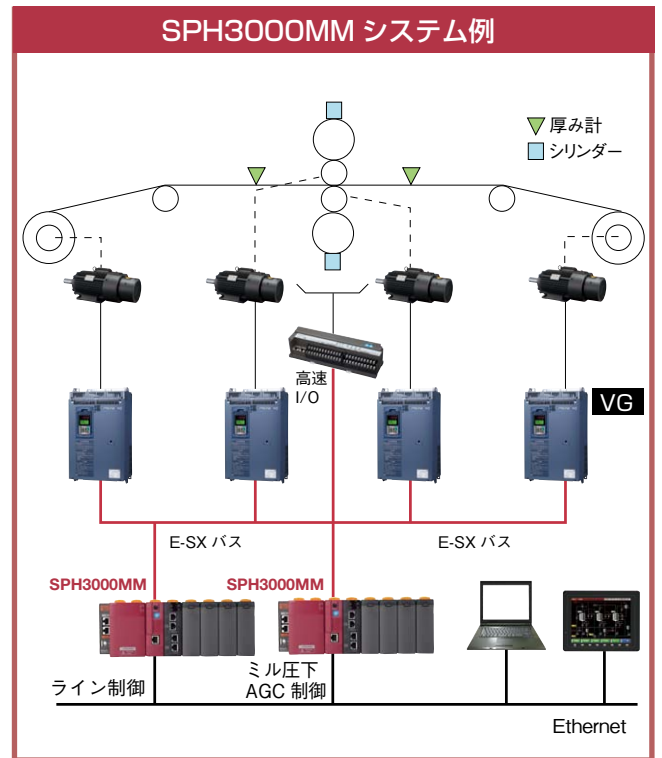 SPH3000MM システム例
厚み計
シリンダー
高速
I/O
VG
E-SX バス
E-SX バス
SPH3000MM
SPH3000MM
ライン制御
ミル圧下
AGC 制御
Ethernet